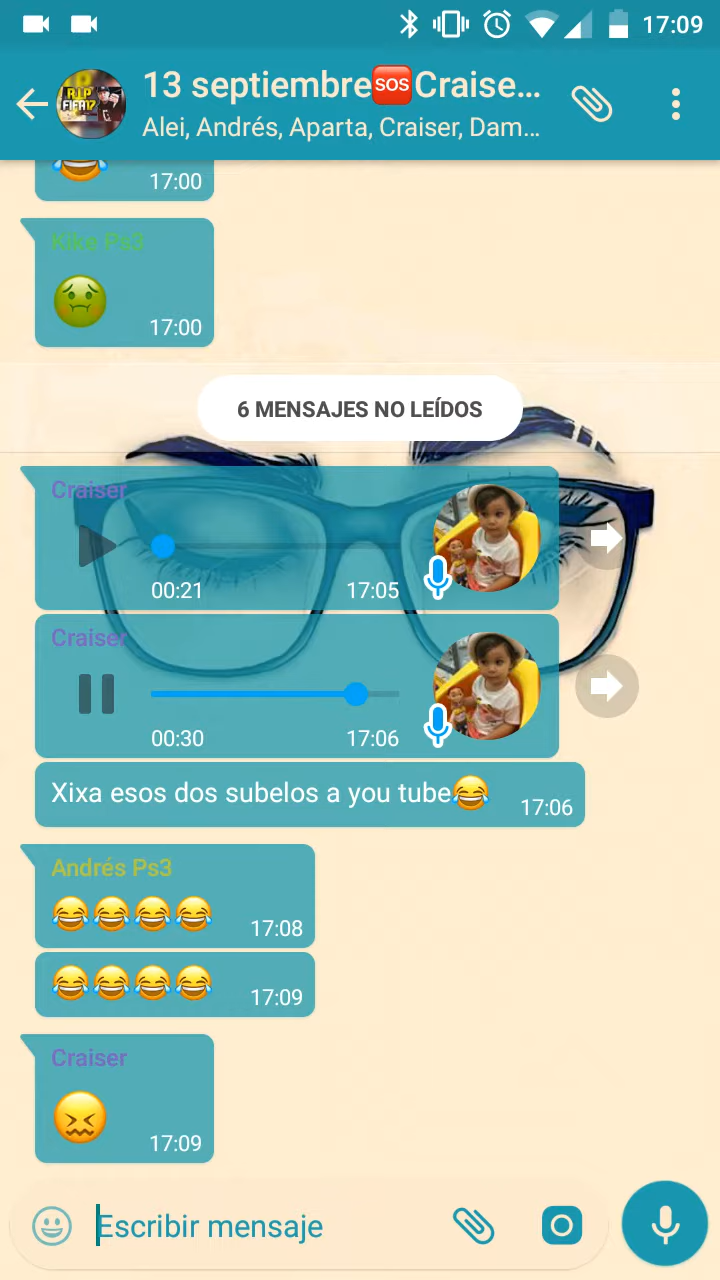 17:09
13 septiembre🆘Craise...
Alei, Andrés, Aparta, Craiser, Dam...
RIP
FIFA17
😂
17:00
Kike Ps3
🤢
17:00
6 MENSAJES NO LEÍDOS
Craiser
00:21 17:05
Craiser
00:30 17:06
Xixa esos dos subelos a you tube😂 17:06
Andrés Ps3
😂😂😂😂 17:08
😂😂😂😂 17:09
Craiser
😖
17:09
Escribir mensaje